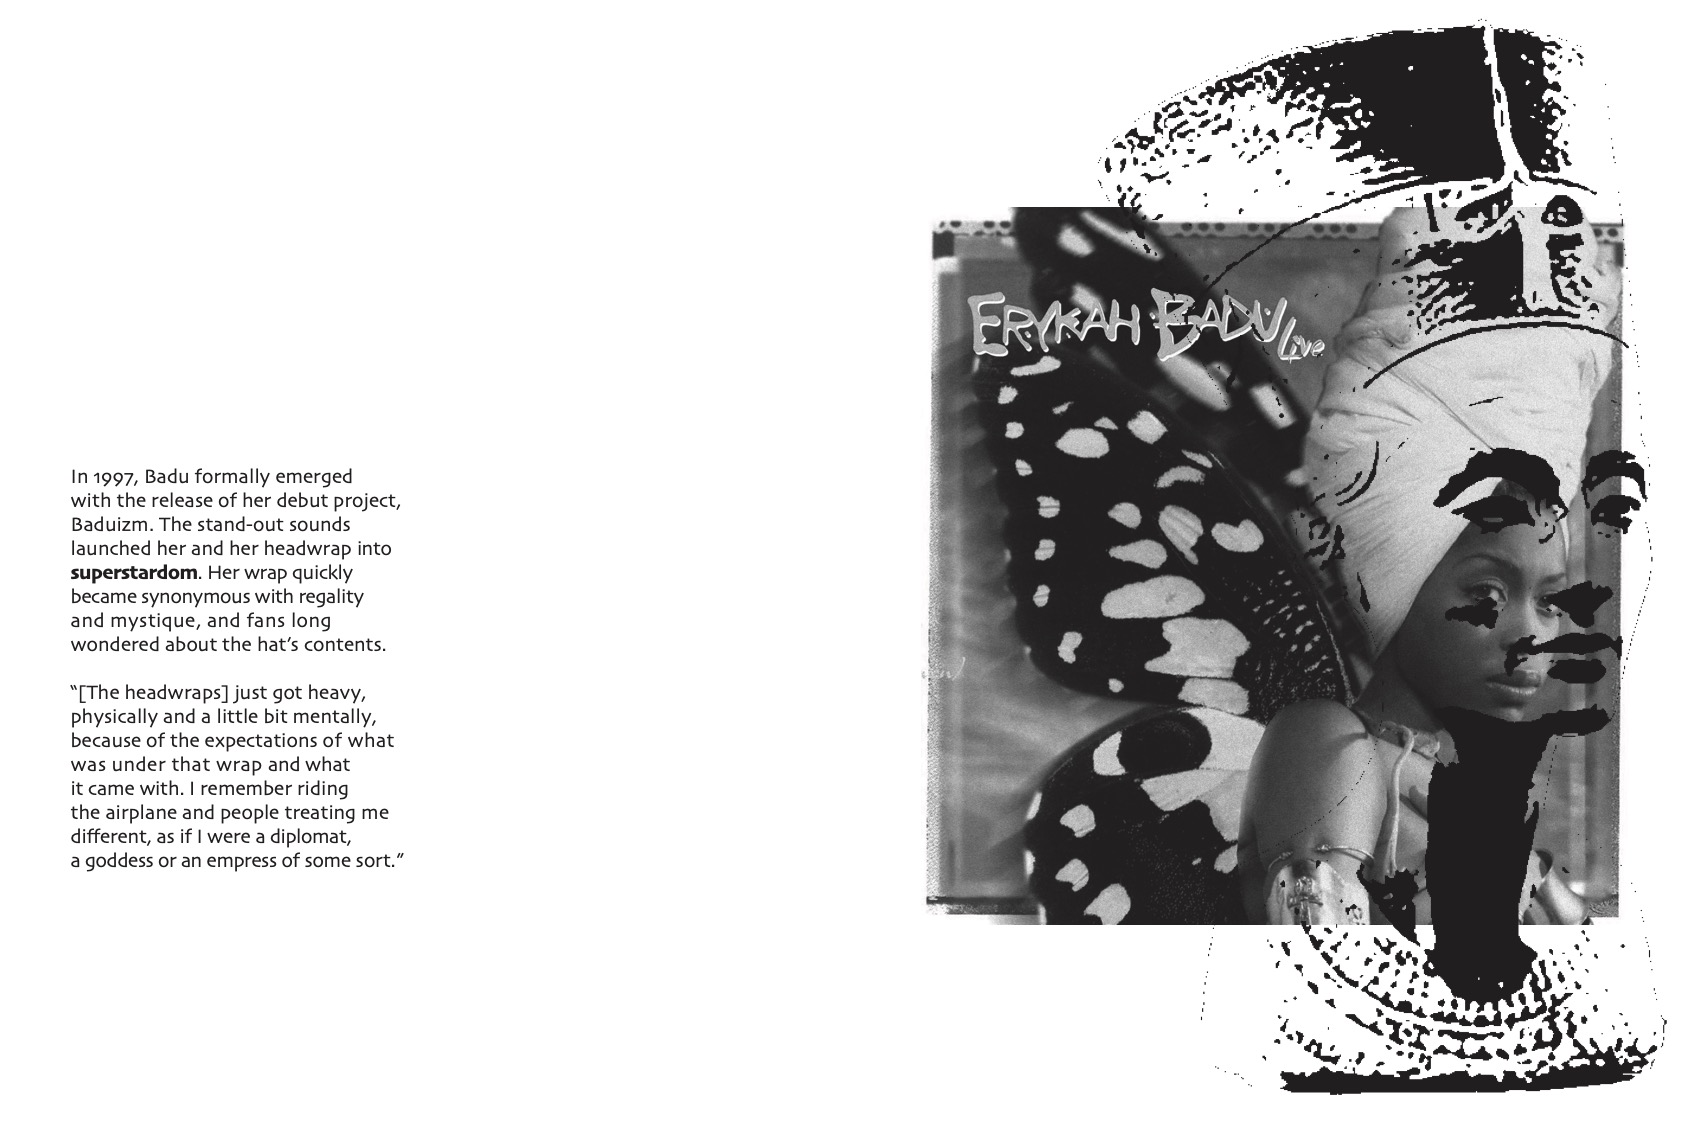 In 1997, Badu formally emerged
with the release of her debut project,
Baduizm. The stand-out sounds
launched her and her headwrap into
superstardom. Her wrap quickly
became synonymous with regality
and mystique, and fans long
wondered about the hat’s contents.
“[The headwraps] just got heavy,
physically and a little bit mentally,
because of the expectations of what
was under that wrap and what
it came with. I remember riding
the airplane and people treating me
different, as if I were a diplomat,
a goddess or an empress of some sort.”
ERYKAH BADU Live